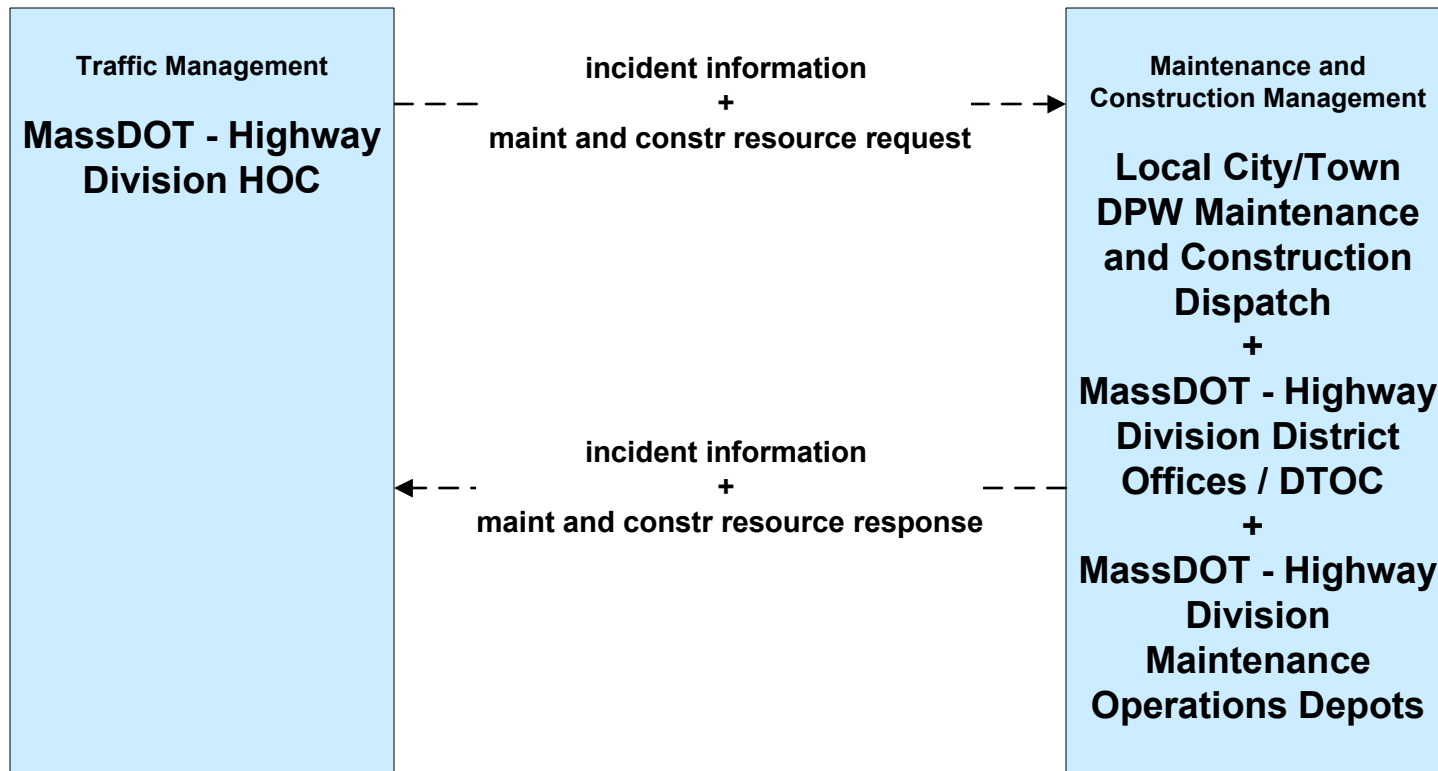 Traffic Management
MassDOT - Highway
Division HOC
incident information
+
maint and constr resource request
incident information
+
maint and constr resource response
Maintenance and
Construction Management
Local City/Town
DPW Maintenance
and Construction
Dispatch
+
MassDOT - Highway
Division District
Offices / DTOC
+
MassDOT - Highway
Division
Maintenance
Operations Depots